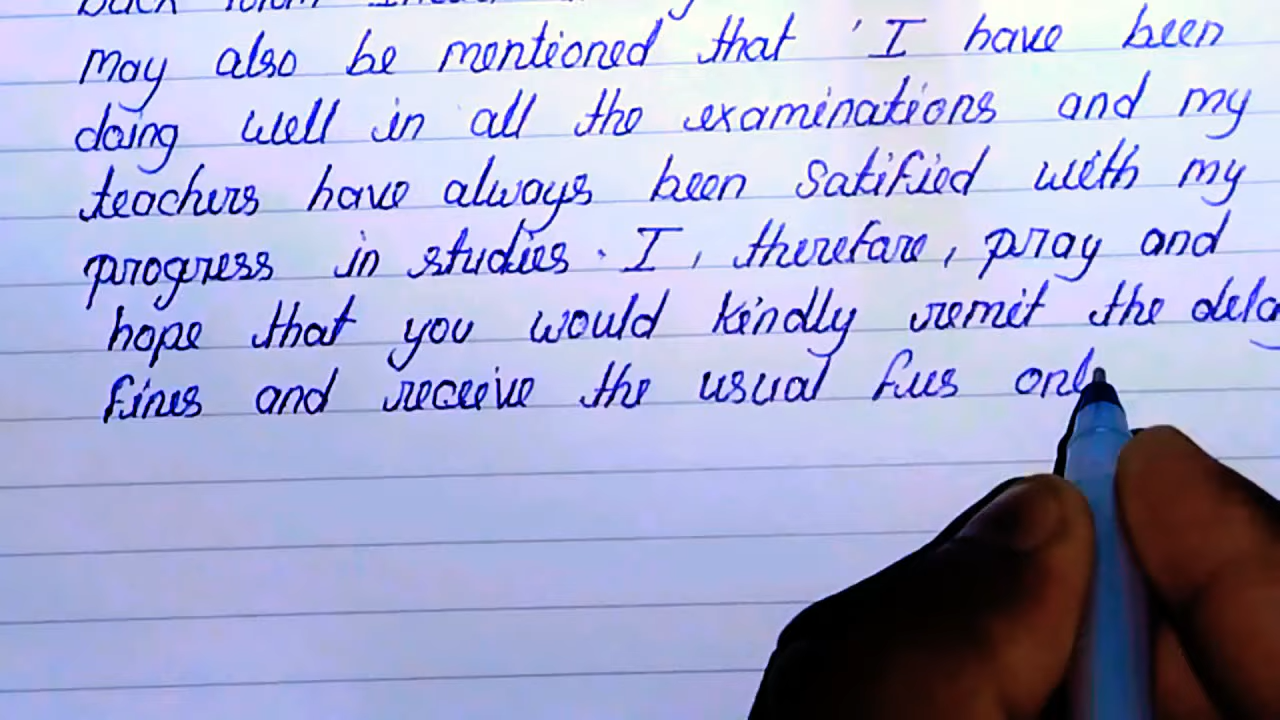 may also be mentioned that 'I have been
doing well in all the examinations and my
teachers have always been satified with my
progress in studies. I, therefore, pray and
hope that you would kindly remit the delay
fines and receive the usual fees onl